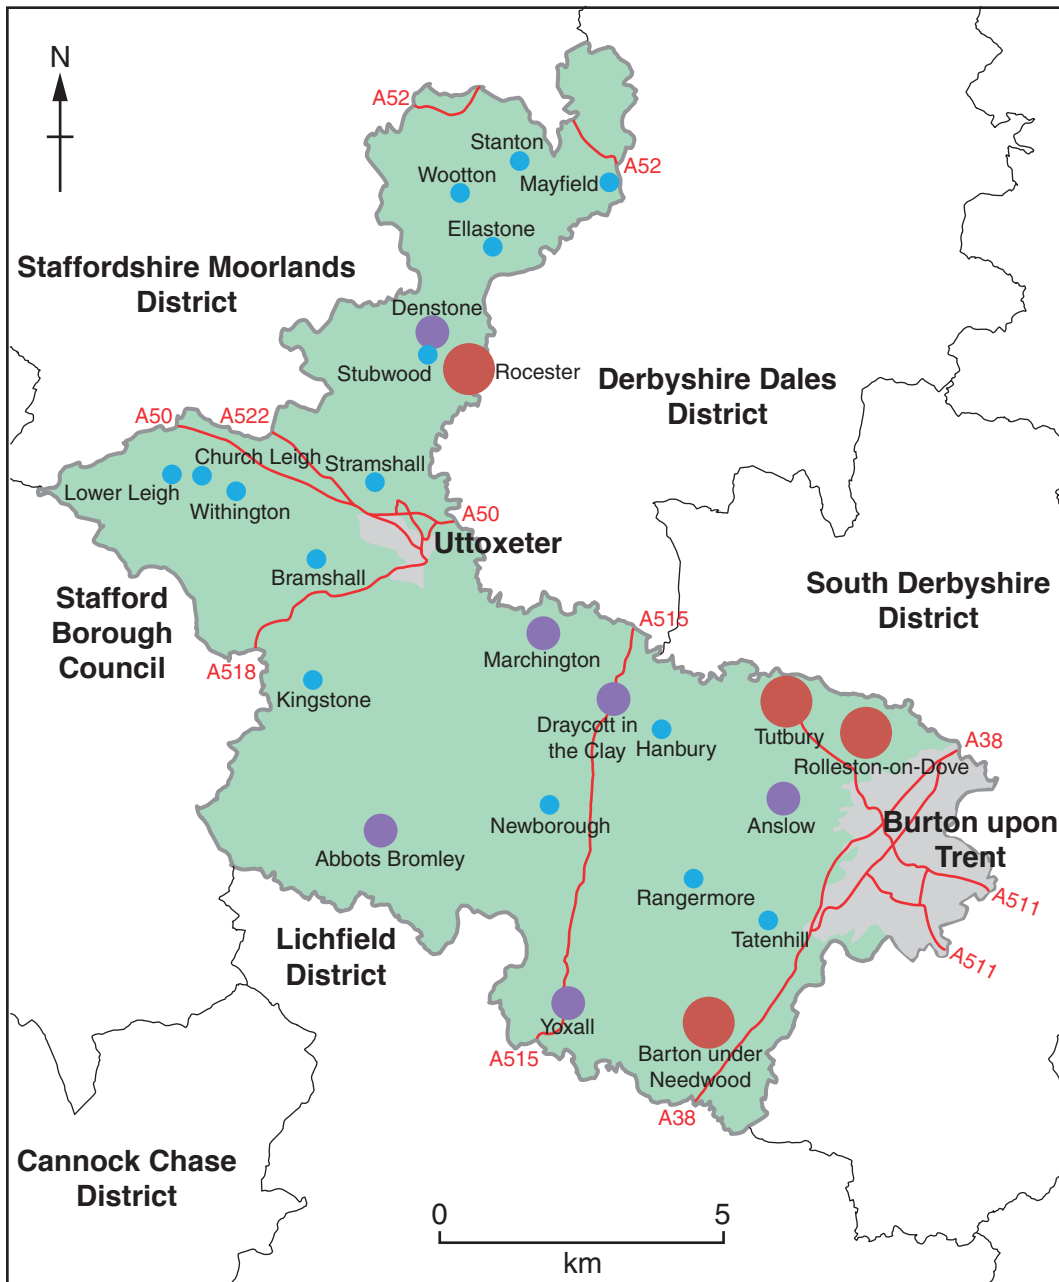 N
A52
Stanton
Wootton
Mayfield
A52
Ellastone
Staffordshire Moorlands
District
Denstone
Stubwood
Rocester
Derbyshire Dales
District
A50
A522
Church Leigh
Stramshall
Lower Leigh
Withington
A50
Uttoxeter
Bramshall
Stafford
Borough
Council
South Derbyshire
District
A515
Marchington
A518
Kingstone
Draycott in
the Clay
Hanbury
Tutbury
A38
Rolleston-on-Dove
Newborough
Anslow
Burton upon
Trent
Abbots Bromley
Rangermore
A511
Tatenhill
Lichfield
District
A511
Yoxall
A515
Barton under
Needwood
A38
Cannock Chase
District
0
5
km